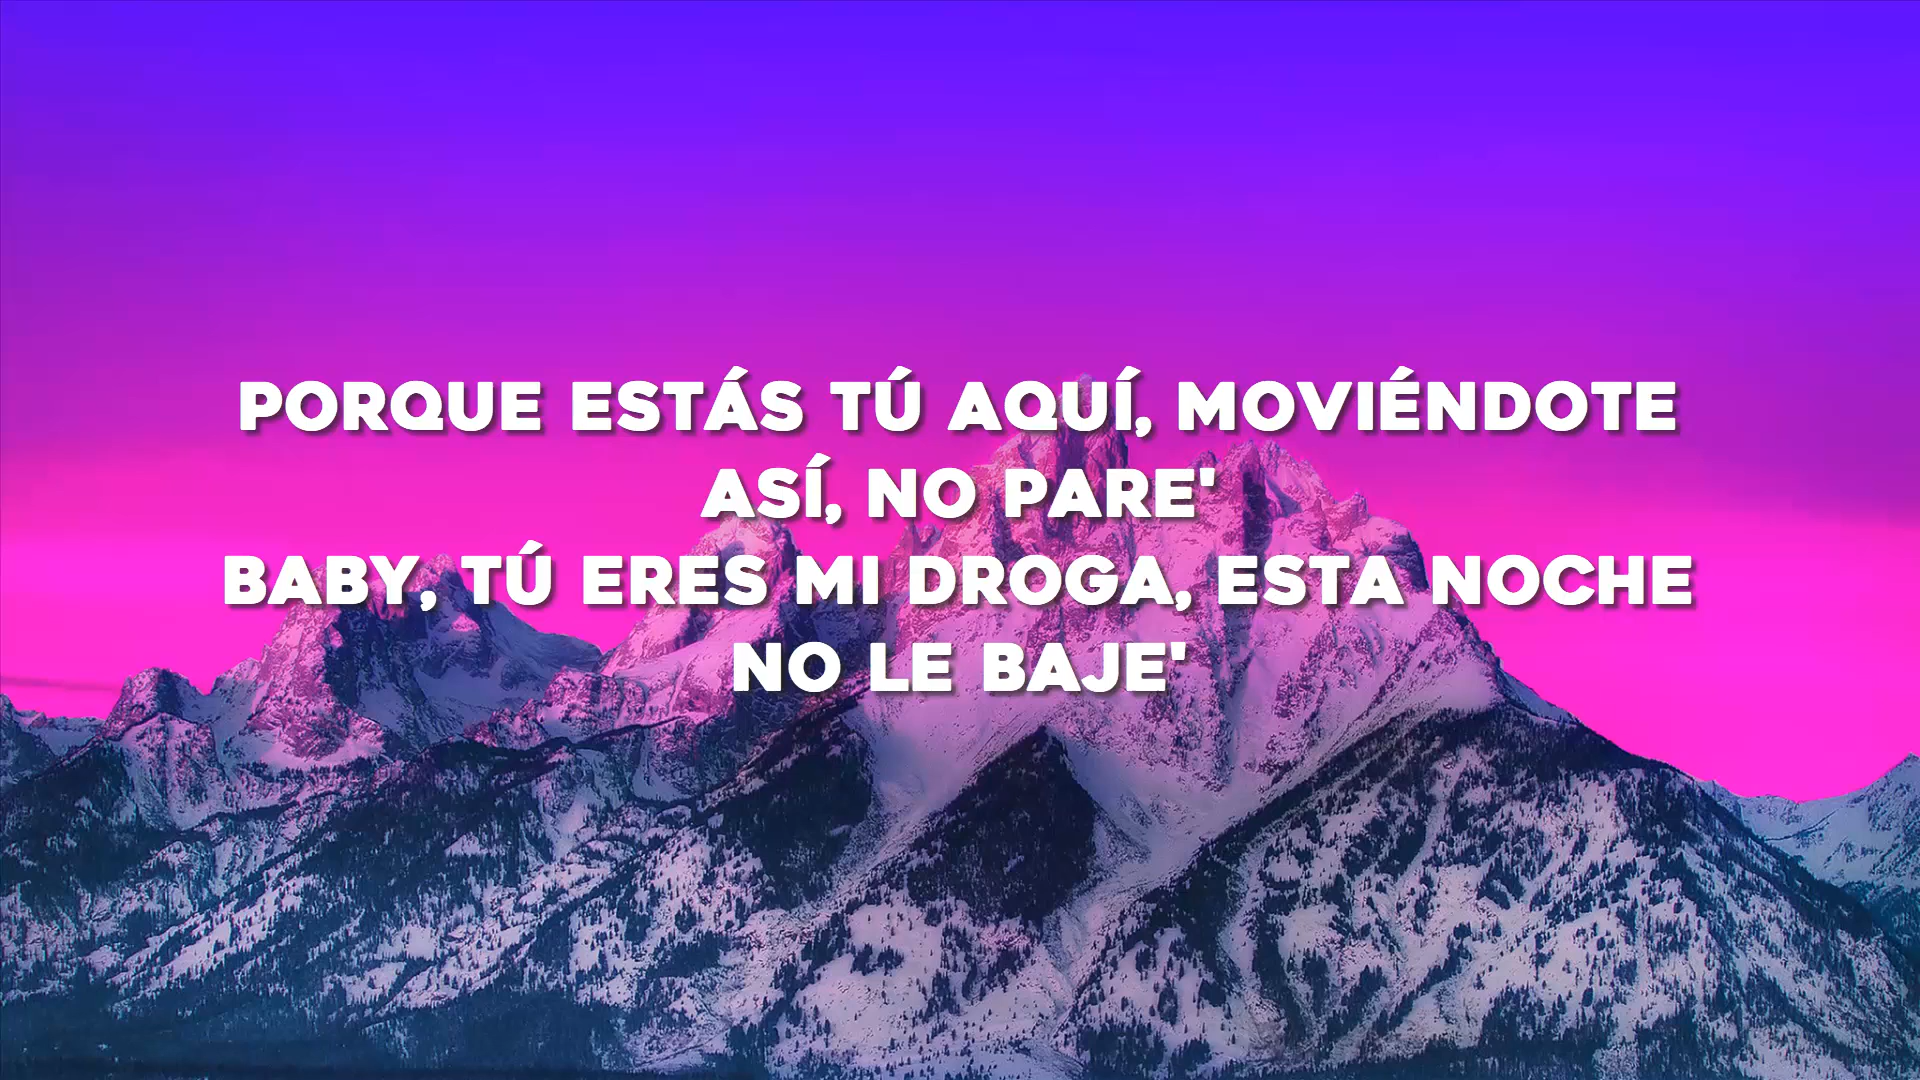 PORQUE ESTÁS TÚ AQUÍ, MOVIÉNDOTE
ASÍ, NO PARE'
BABY, TÚ ERES MI DROGA, ESTA NOCHE
NO LE BAJE'